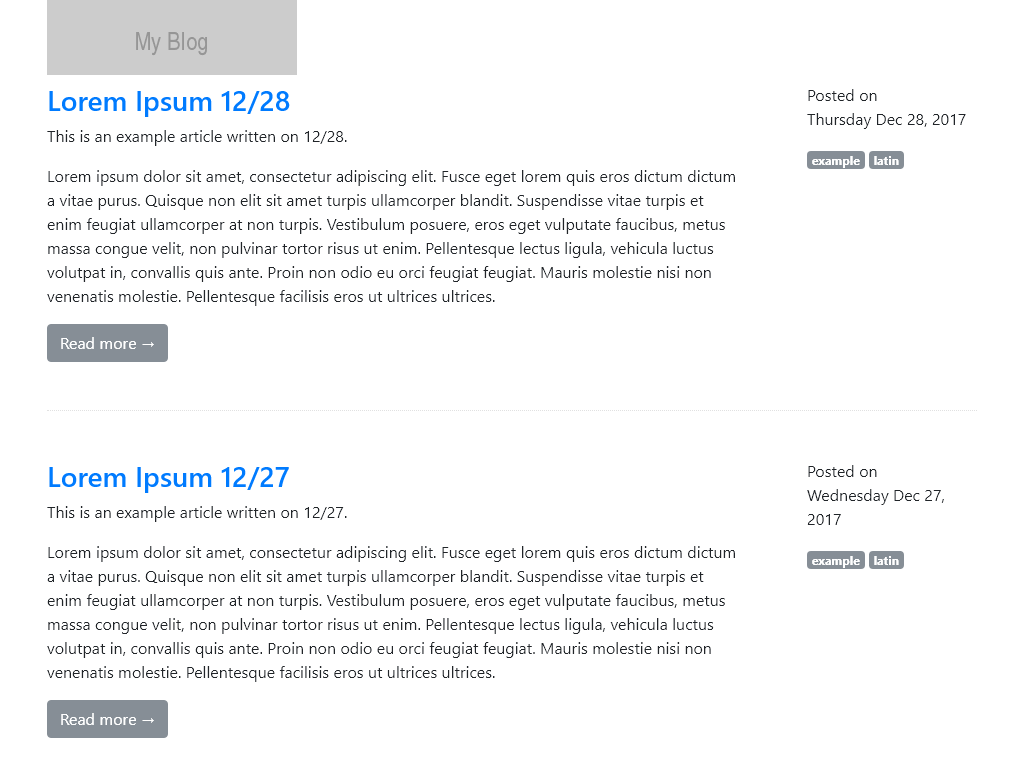 My Blog
Lorem Ipsum 12/28
This is an example article written on 12/28.
Lorem ipsum dolor sit amet, consectetur adipiscing elit. Fusce eget lorem quis eros dictum dictum
a vitae purus. Quisque non elit sit amet turpis ullamcorper blandit. Suspendisse vitae turpis et
enim feugiat ullamcorper at non turpis. Vestibulum posuere, eros eget vulputate faucibus, metus
massa congue velit, non pulvinar tortor risus ut enim. Pellentesque lectus ligula, vehicula luctus
volutpat in, convallis quis ante. Proin non odio eu orci feugiat feugiat. Mauris molestie nisi non
venenatis molestie. Pellentesque facilisis eros ut ultrices ultrices.
Read more →
Posted on
Thursday Dec 28, 2017
example latin
Lorem Ipsum 12/27
This is an example article written on 12/27.
Lorem ipsum dolor sit amet, consectetur adipiscing elit. Fusce eget lorem quis eros dictum dictum
a vitae purus. Quisque non elit sit amet turpis ullamcorper blandit. Suspendisse vitae turpis et
enim feugiat ullamcorper at non turpis. Vestibulum posuere, eros eget vulputate faucibus, metus
massa congue velit, non pulvinar tortor risus ut enim. Pellentesque lectus ligula, vehicula luctus
volutpat in, convallis quis ante. Proin non odio eu orci feugiat feugiat. Mauris molestie nisi non
venenatis molestie. Pellentesque facilisis eros ut ultrices ultrices.
Read more →
Posted on
Wednesday Dec 27,
2017
example latin